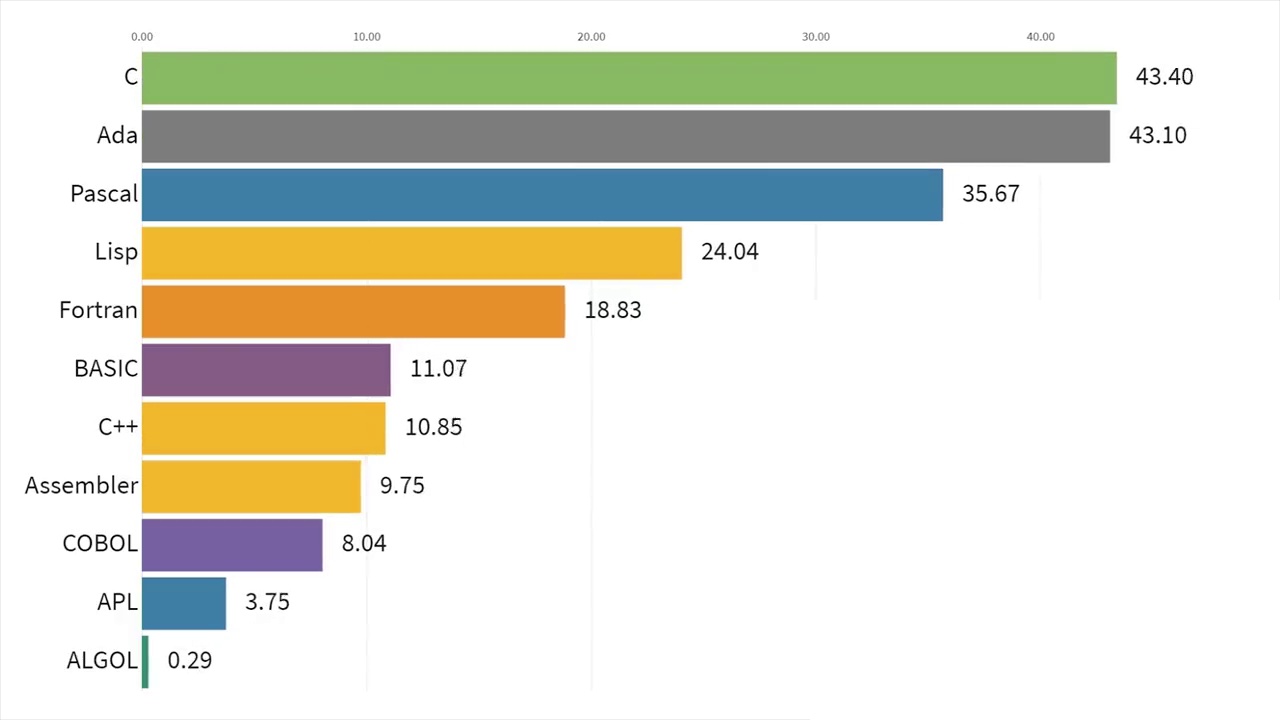 0.00 10.00 20.00 30.00 40.00
C 43.40
Ada 43.10
Pascal 35.67
Lisp 24.04
Fortran 18.83
BASIC 11.07
C++ 10.85
Assembler 9.75
COBOL 8.04
APL 3.75
ALGOL 0.29